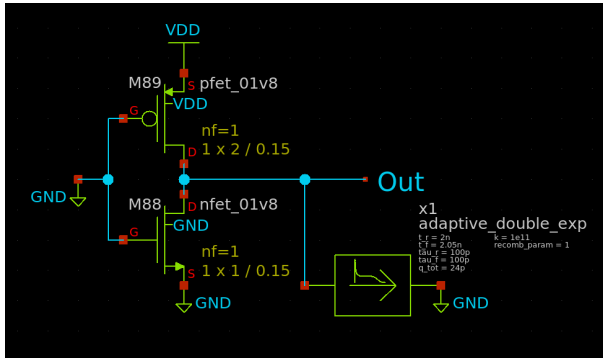 VDD
M89 pfet_01v8
S
VDD
G
nf=1
1 x 2 / 0.15
D
GND
Out
M88 nfet_01v8
D
GND
G
nf=1
1 x 1 / 0.15
S
GND
x1
adaptive_double_exp
t_r = 2n k = 1e11
t_f = 2.05n recomb_param = 1
tau_r = 100p
tau_f = 100p
q_tot = 24p
GND